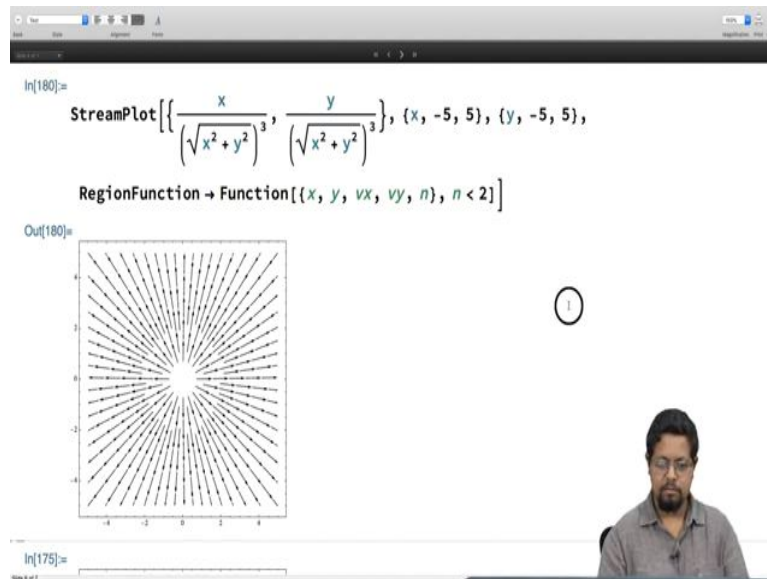 Text
In[180]:=
StreamPlot[{x/(√(x² + y²))³, y/(√(x² + y²))³}, {x, -5, 5}, {y, -5, 5},
RegionFunction → Function[{x, y, vx, vy, n}, n < 2]]
Out[180]=
4
2
0
-2
-4
-4 -2 0 2 4
In[175]:=